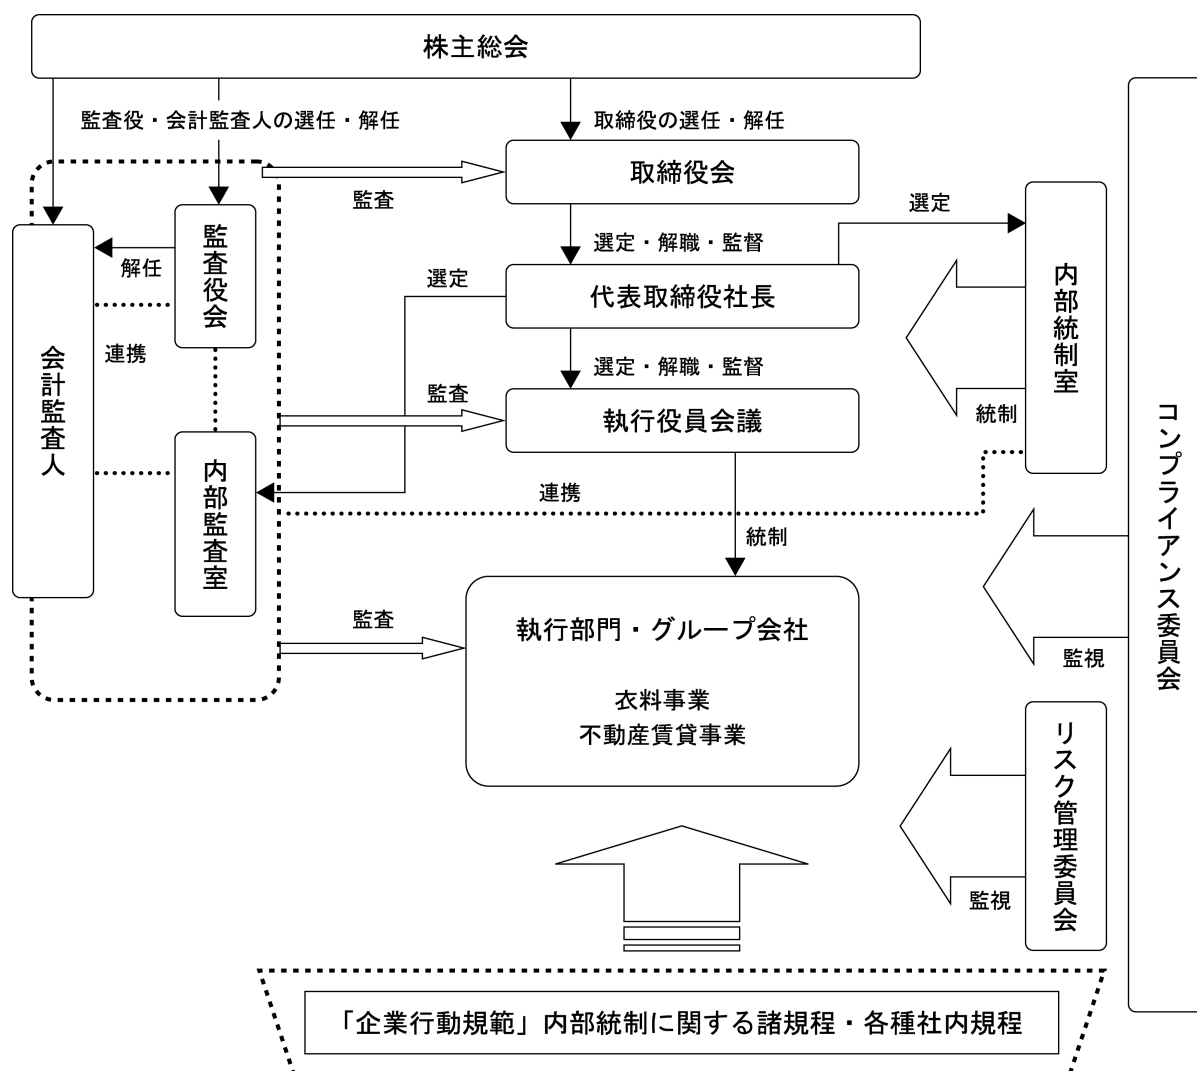 株主総会
監査役・会計監査人の選任・解任
取締役の選任・解任
取締役会
監査
選定
選定・解職・監督
監査役会
解任
内部統制室
選定
代表取締役社長
連携
会計監査人
選定・解職・監督
監査
執行役員会議
統制
コンプライアンス委員会
内部監査室
連携
統制
監査
執行部門・グループ会社
監視
衣料事業
不動産賃貸事業
リスク管理委員会
監視
「企業行動規範」内部統制に関する諸規程・各種社内規程